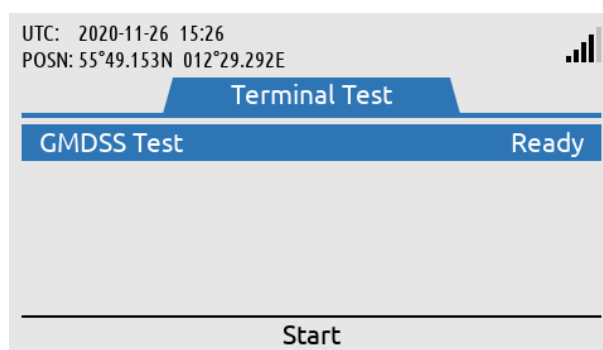 UTC: 2020-11-26 15:26
POSN: 55°49.153N 012°29.292E
Terminal Test
GMDSS Test Ready
Start